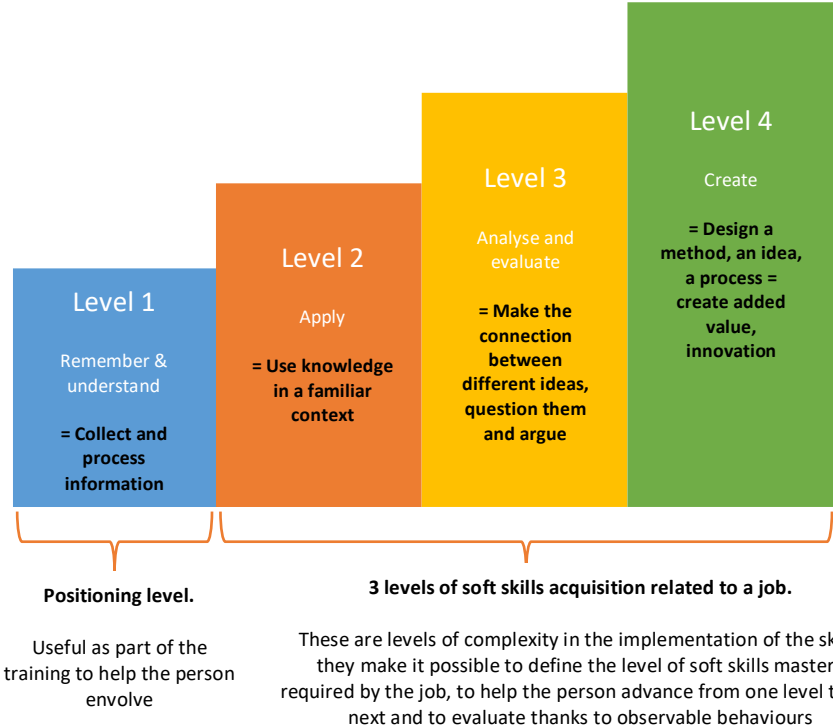 Level 1
Remember &
understand
= Collect and
process
information
Level 2
Apply
= Use knowledge
in a familiar
context
Level 3
Analyse and
evaluate
= Make the
connection
between
different ideas,
question them
and argue
Level 4
Create
= Design a
method, an idea,
a process =
create added
value,
innovation
Positioning level.
Useful as part of the
training to help the person
envolve
3 levels of soft skills acquisition related to a job.
These are levels of complexity in the implementation of the
they make it possible to define the level of soft skills
required by the job, to help the person advance from one level
next and to evaluate thanks to observable behaviours